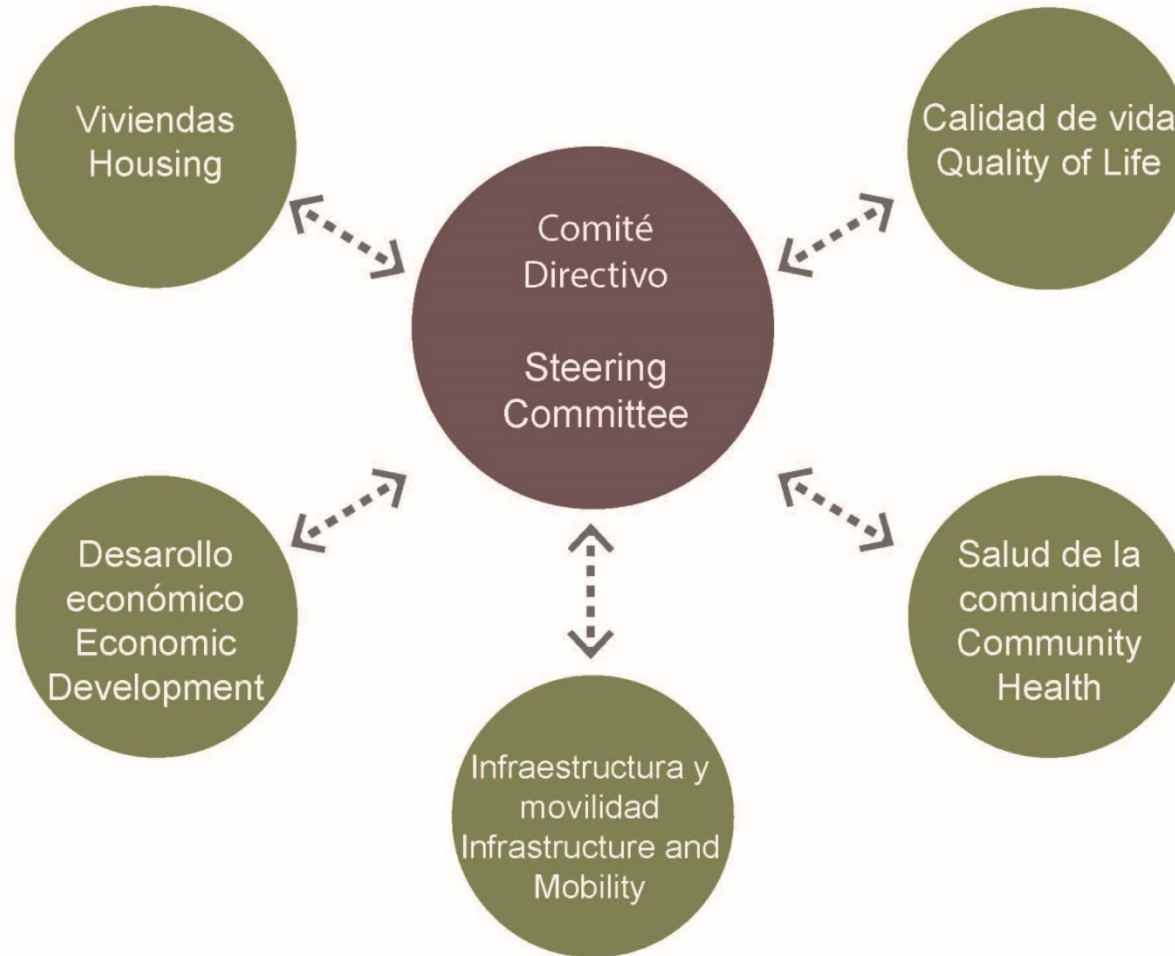 Viviendas
Housing
Calidad de vida
Quality of Life
Comité
Directivo
Steering
Committee
Desarollo
económico
Economic
Development
Salud de la
comunidad
Community
Health
Infraestructura y
movilidad
Infrastructure and
Mobility